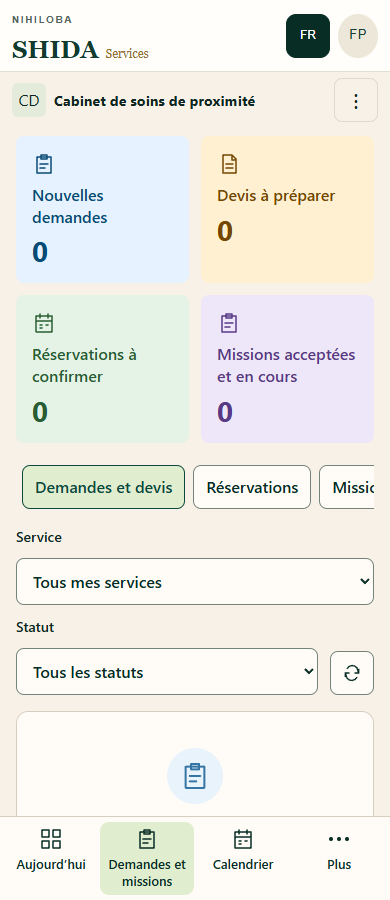 NIHILOBA
SHIDA Services
FR
FP
CD
Cabinet de soins de proximité
Nouvelles
demandes
0
Devis à préparer
0
Réservations à
confirmer
0
Missions acceptées
et en cours
0
Demandes et devis
Réservations
Missio
Service
Tous mes services
Statut
Tous les statuts
Aujourd'hui
Demandes et
missions
Calendrier
Plus